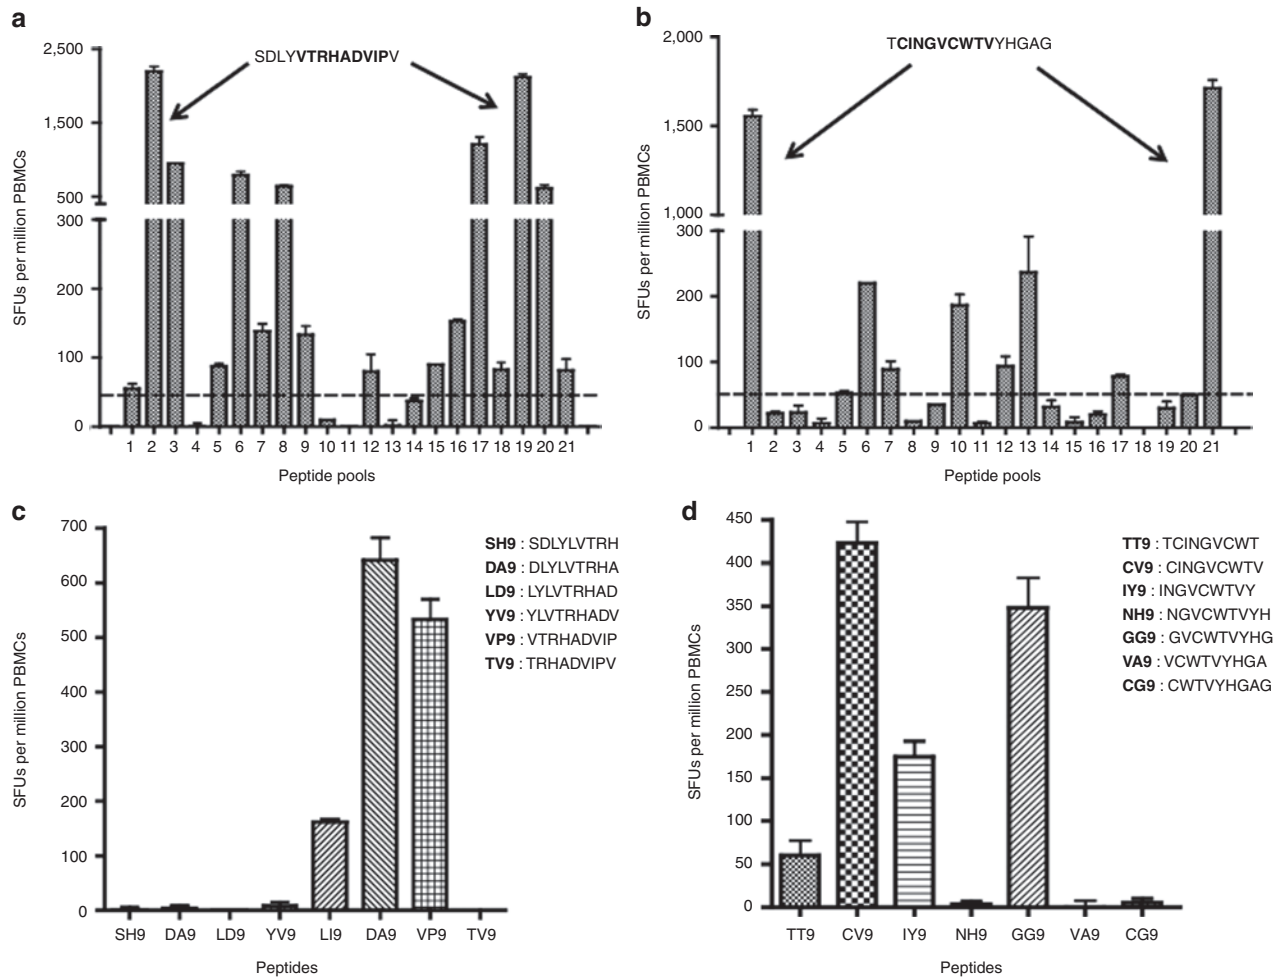 a
SDLYVTRHADVIPV
SFUs per million PBMCs
2,500
1,500
500
300
200
100
0
1 2 3 4 5 6 7 8 9 10 11 12 13 14 15 16 17 18 19 20 21
Peptide pools
b
TCINGVCWTVYHGAG
SFUs per million PBMCs
2,000
1,500
1,000
300
200
100
0
1 2 3 4 5 6 7 8 9 10 11 12 13 14 15 16 17 18 19 20 21
Peptide pools
c
SFUs per million PBMCs
700
600
500
400
300
200
100
0
SH9 DA9 LD9 YV9 LI9 DA9 VP9 TV9
Peptides
SH9 : SDLYLVTRH
DA9 : DLYLVTRHA
LD9 : LYLVTRHAD
YV9 : YLVTRHADV
VP9 : VTRHADVIP
TV9 : TRHADVIPV
d
SFUs per million PBMCs
450
400
350
300
250
200
150
100
50
0
TT9 CV9 IY9 NH9 GG9 VA9 CG9
Peptides
TT9 : TCINGVCWT
CV9 : CINGVCWTV
IY9 : INGVCWTVY
NH9 : NGVCWTVYH
GG9 : GVCWTVYHG
VA9 : VCWTVYHGA
CG9 : CWTVYHGAG